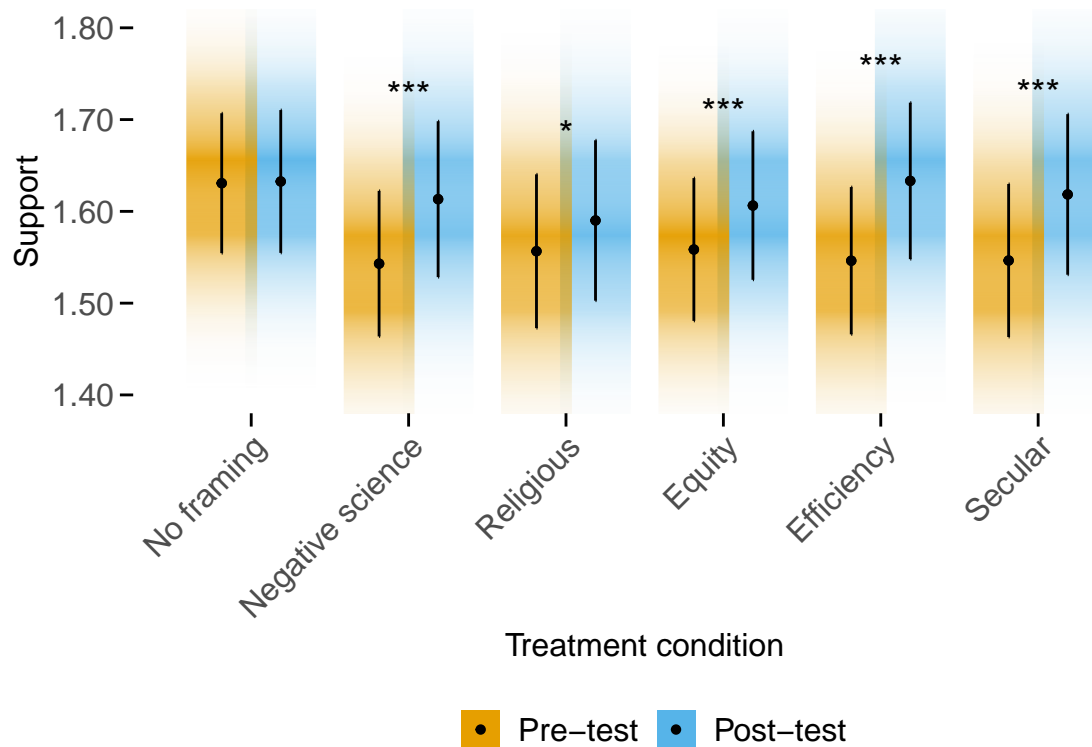 1.80
1.70
1.60
1.50
1.40
Support
***
*
***
***
***
No framing
Negative science
Religious
Equity
Efficiency
Secular
Treatment condition
Pre−test
Post−test